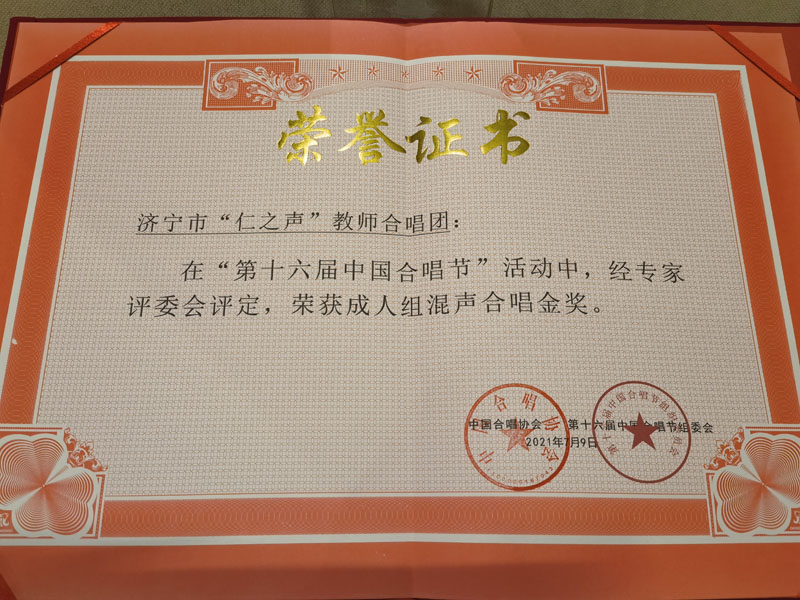 荣誉证书
济宁市“仁之声”教师合唱团：
在“第十六届中国合唱节”活动中，经专家
评委会评定，荣获成人组混声合唱金奖。
中国合唱协会 第十六届中国合唱节组委会
2021年7月9日